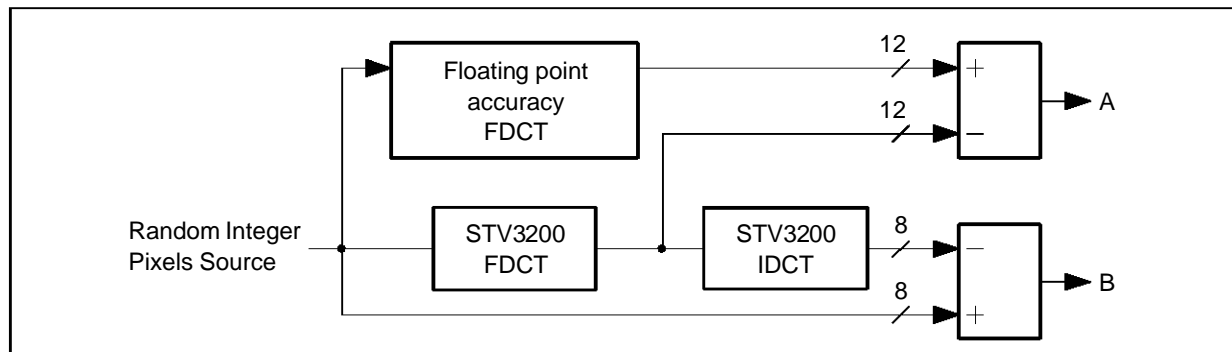 12
Floating point
accuracy
FDCT
+
A
12
−
Random Integer
Pixels Source
STV3200
FDCT
STV3200
IDCT
8
−
B
8
+